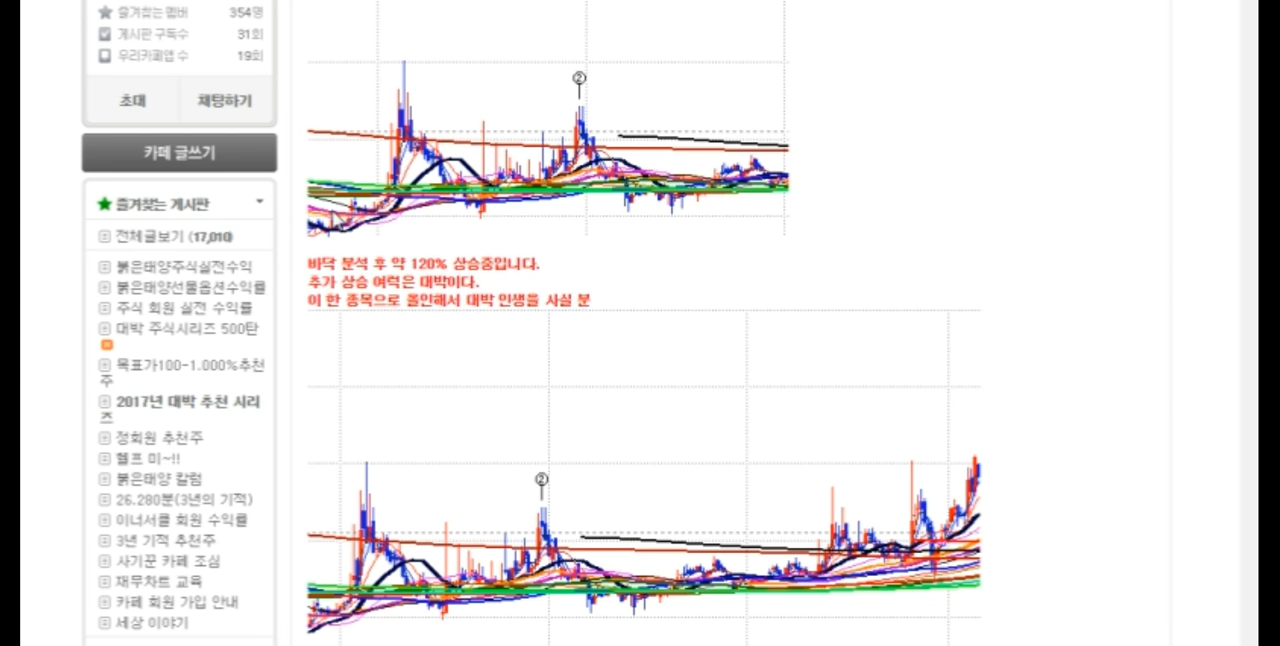 즐겨찾는 멤버 354명
게시판 구독수 31회
우리카페앱 수 19회
초대 채팅하기
카페 글쓰기
즐겨찾는 게시판
전체글보기 (17,010)
붉은태양주식실전수익
붉은태양선물옵션수익률
주식 회원 실전 수익률
대박 주식시리즈 500탄
목표가100-1.000%추천
주
2017년 대박 추천 시리
즈
정회원 추천주
헬프 미~!!
붉은태양 칼럼
26.280분(3년의 기적)
이너서클 회원 수익률
3년 기적 추천주
사기꾼 카페 조심
재무차트 교육
카페 회원 가입 안내
세상 이야기
②
바닥 분석 후 약 120% 상승중입니다.
추가 상승 여력은 대박이다.
이 한 종목으로 올인해서 대박 인생을 사실 분
②